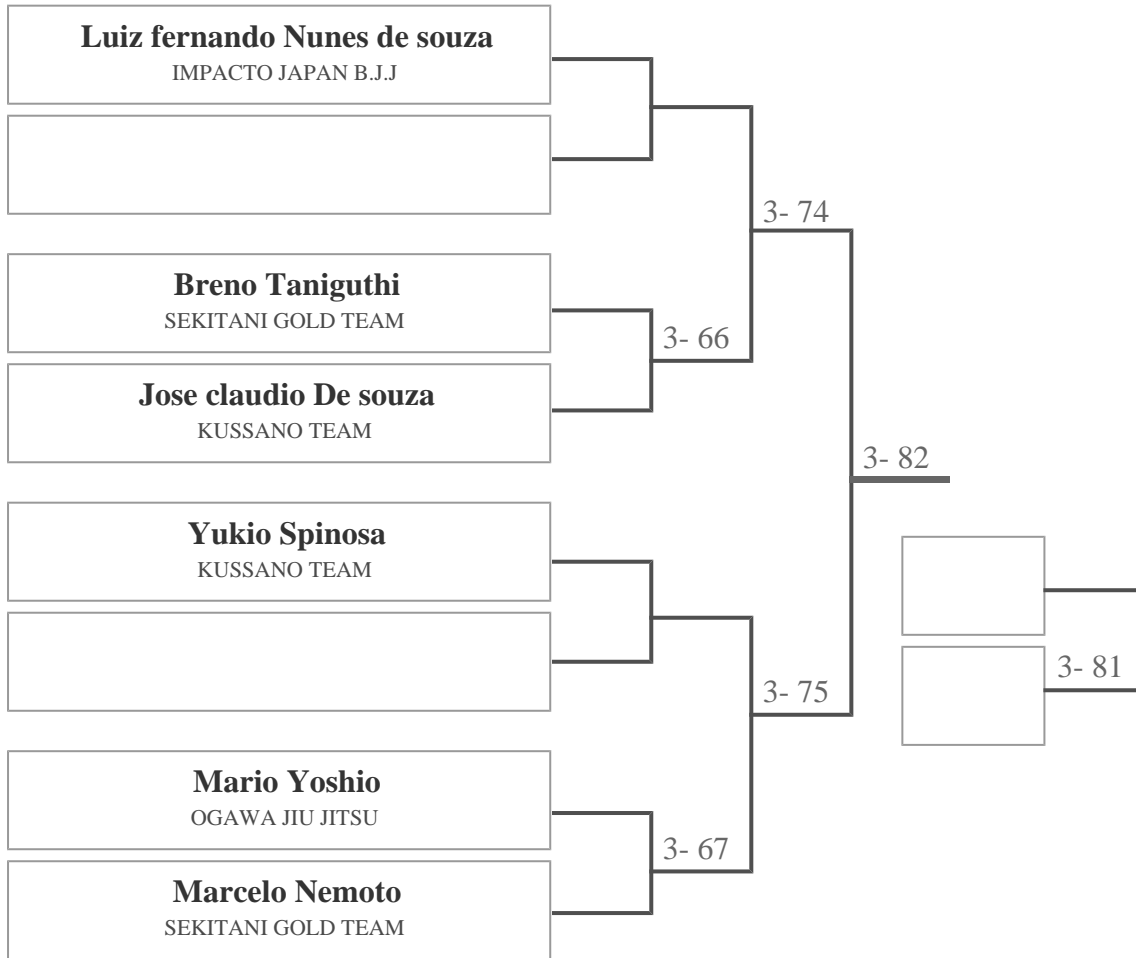 Luiz fernando Nunes de souza
IMPACTO JAPAN B.J.J
3- 74
Breno Taniguthi
SEKITANI GOLD TEAM
3- 66
Jose claudio De souza
KUSSANO TEAM
3- 82
Yukio Spinosa
KUSSANO TEAM
3- 81
3- 75
Mario Yoshio
OGAWA JIU JITSU
3- 67
Marcelo Nemoto
SEKITANI GOLD TEAM